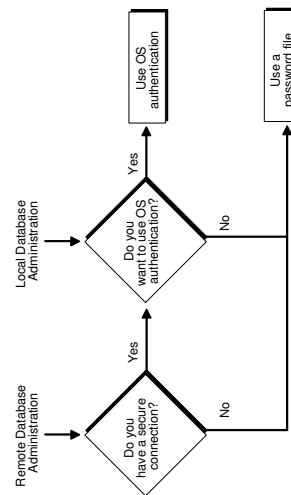 Remote Database
Administration
Local Database
Administration
Do you
have a secure
connection?
Yes
Do you
want to use OS
authentication?
Yes
Use OS
authentication
No
No
Use a
password file